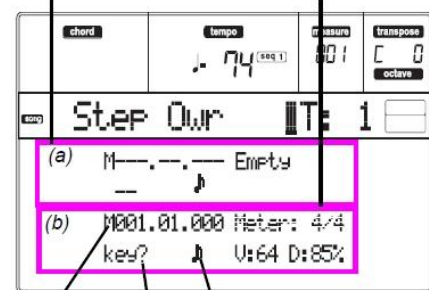 chord tempo measure transpose
♩. 74 seq 1 001 C 0
octave
song Step Owr T: 1
(a) M---.--.--- Empty
-- ♪
(b) M001.01.000 Meter: 4/4
key? ♪ V:64 D:85%